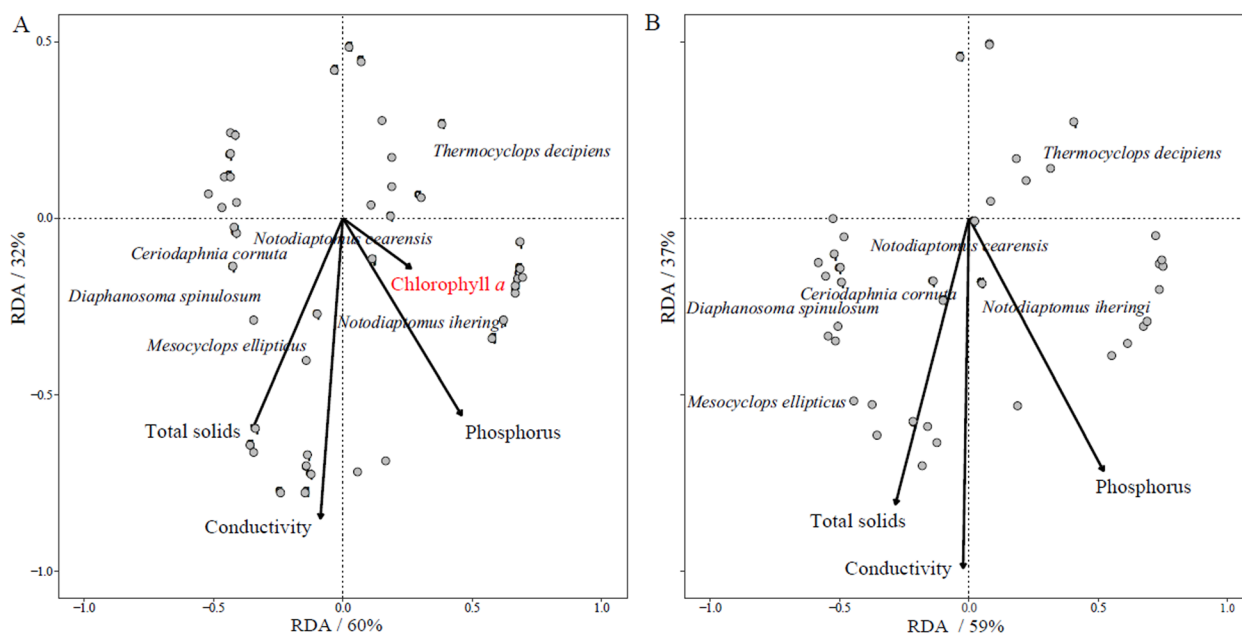 A
0.5
0.0
−0.5
−1.0
RDA / 32%
Thermocyclops decipiens
Notodiaptomus cearensis
Ceriodaphnia cornuta
Chlorophyll a
Diaphanosoma spinulosum
Notodiaptomus iheringi
Mesocyclops ellipticus
Total solids
Phosphorus
Conductivity
−1.0 −0.5 0.0 0.5 1.0
RDA / 60%
B
RDA / 37%
Thermocyclops decipiens
Notodiaptomus cearensis
Ceriodaphnia cornuta
Diaphanosoma spinulosum
Notodiaptomus iheringi
Mesocyclops ellipticus
Phosphorus
Total solids
Conductivity
−1.0 −0.5 0.0 0.5 1.0
RDA / 59%